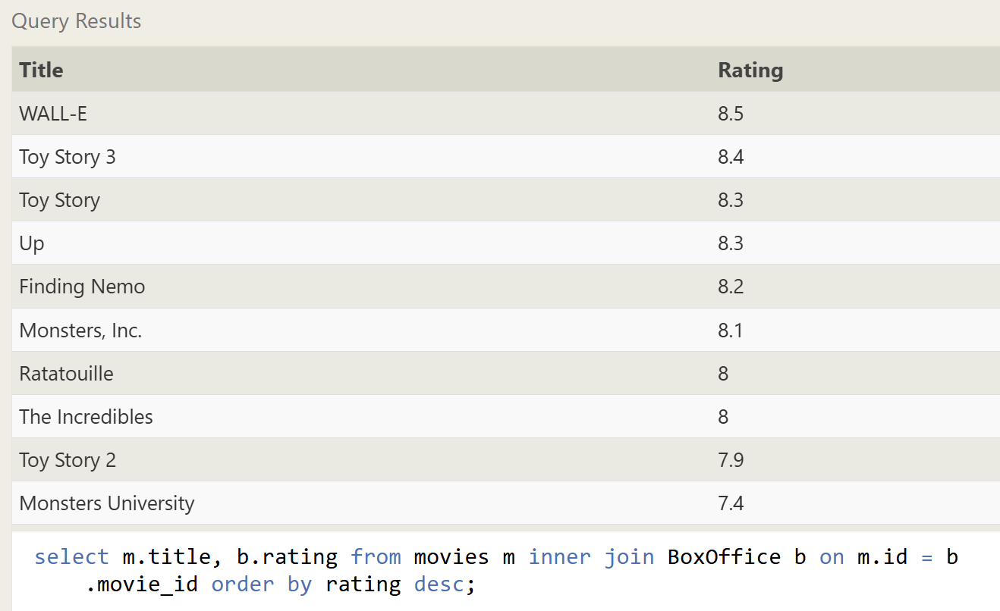 Query Results
Title Rating
WALL-E 8.5
Toy Story 3 8.4
Toy Story 8.3
Up 8.3
Finding Nemo 8.2
Monsters, Inc. 8.1
Ratatouille 8
The Incredibles 8
Toy Story 2 7.9
Monsters University 7.4
select m.title, b.rating from movies m inner join BoxOffice b on m.id = b
.movie_id order by rating desc;